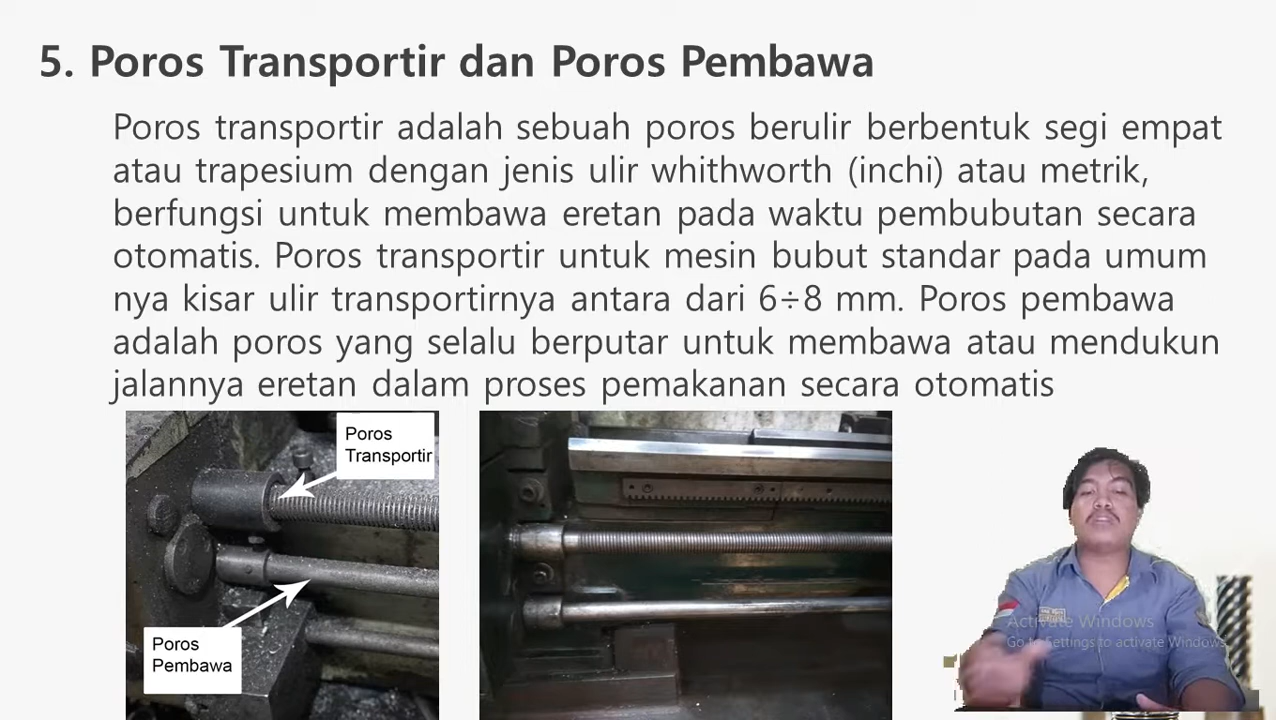 5. Poros Transportir dan Poros Pembawa
Poros transportir adalah sebuah poros berulir berbentuk segi empat
atau trapesium dengan jenis ulir whithworth (inchi) atau metrik,
berfungsi untuk membawa eretan pada waktu pembubutan secara
otomatis. Poros transportir untuk mesin bubut standar pada umum
nya kisar ulir transportirnya antara dari 6÷8 mm. Poros pembawa
adalah poros yang selalu berputar untuk membawa atau mendukun
jalannya eretan dalam proses pemakanan secara otomatis
Poros
Transportir
Poros
Pembawa
Activate Windows
Go to Settings to activate Windows.